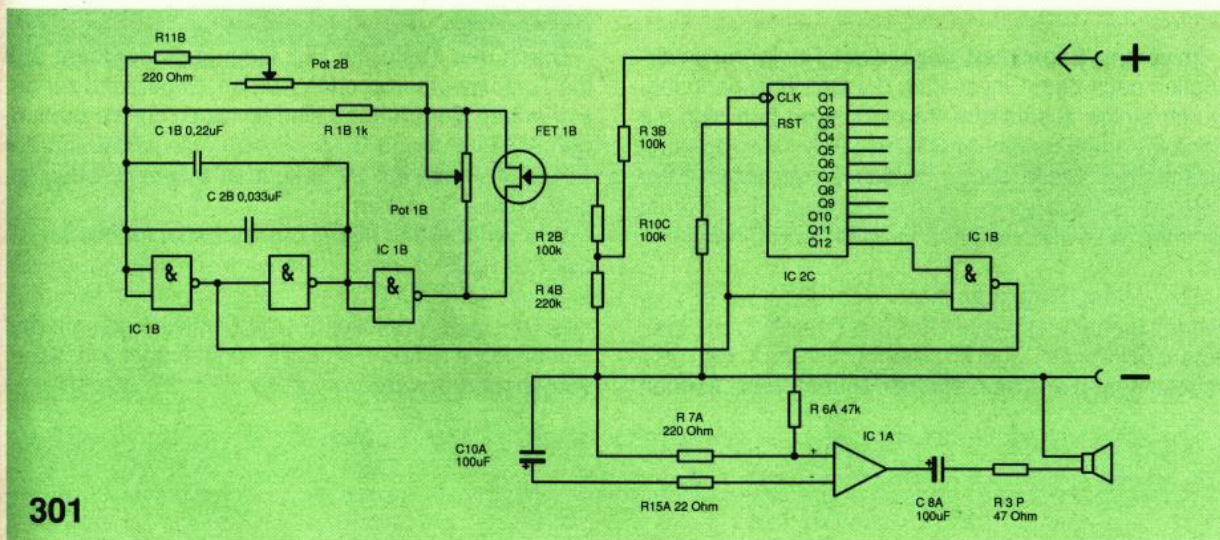 R11B
220 Ohm
Pot 2B
R 1B 1k
C 1B 0,22uF
C 2B 0,033uF
Pot 1B
FET 1B
IC 1B
&
&
&
IC 1B
R 3B
100k
R 2B
100k
R 4B
220k
R10C
100k
CLK
RST
Q1
Q2
Q3
Q4
Q5
Q6
Q7
Q8
Q9
Q10
Q11
Q12
IC 2C
IC 1B
&
+
−
C10A
100uF
R 7A
220 Ohm
R 6A 47k
R15A 22 Ohm
IC 1A
+
-
+
+
C 8A
100uF
R 3 P
47 Ohm
301